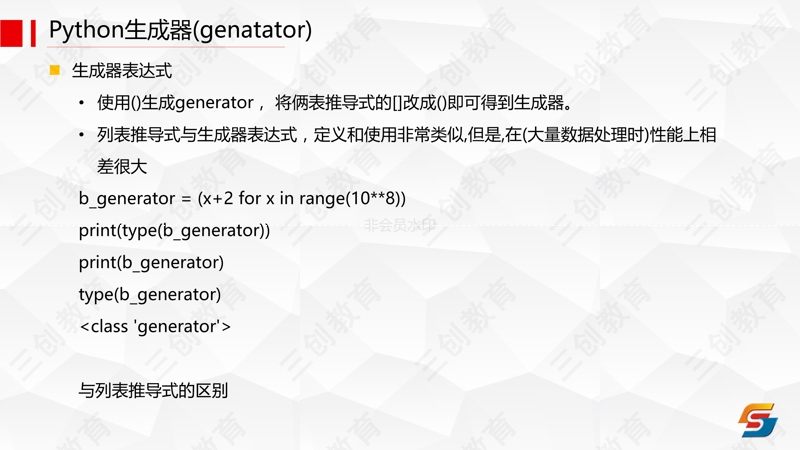 Python生成器(genatator)
生成器表达式
• 使用()生成generator ，将俩表推导式的[]改成()即可得到生成器。
• 列表推导式与生成器表达式，定义和使用非常类似,但是,在(大量数据处理时)性能上相
差很大
b_generator = (x+2 for x in range(10**8))
print(type(b_generator))
非会员水印
print(b_generator)
type(b_generator)
<class 'generator'>
与列表推导式的区别
三创教育